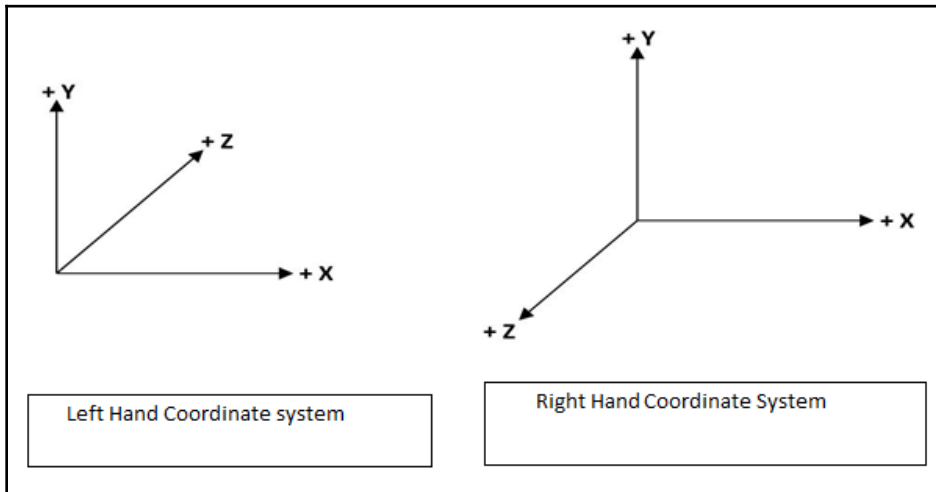 + Y
+ Z
+ X
Left Hand Coordinate system
+ Y
+ X
+ Z
Right Hand Coordinate System